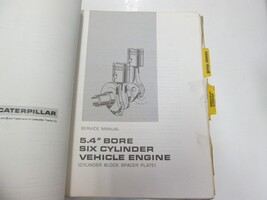 CATERPILLAR
SERVICE MANUAL
5.4" BORE
SIX CYLINDER
VEHICLE ENGINE
(CYLINDER BLOCK SPACER PLATE)